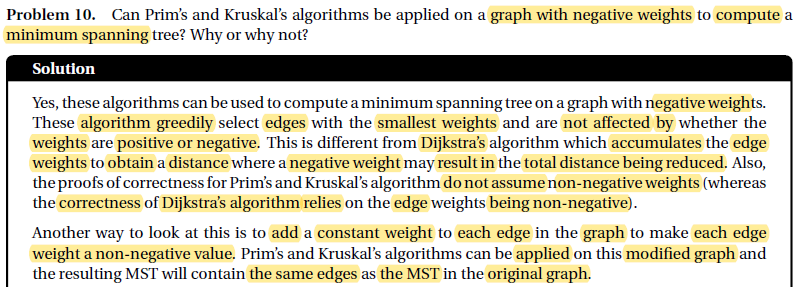 Problem 10. Can Prim's and Kruskal's algorithms be applied on a graph with negative weights to compute a
minimum spanning tree? Why or why not?
Solution
Yes, these algorithms can be used to compute a minimum spanning tree on a graph with negative weights.
These algorithm greedily select edges with the smallest weights and are not affected by whether the
weights are positive or negative. This is different from Dijkstra's algorithm which accumulates the edge
weights to obtain a distance where a negative weight may result in the total distance being reduced. Also,
the proofs of correctness for Prim's and Kruskal's algorithm do not assume non-negative weights (whereas
the correctness of Dijkstra's algorithm relies on the edge weights being non-negative).
Another way to look at this is to add a constant weight to each edge in the graph to make each edge
weight a non-negative value. Prim's and Kruskal's algorithms can be applied on this modified graph and
the resulting MST will contain the same edges as the MST in the original graph.